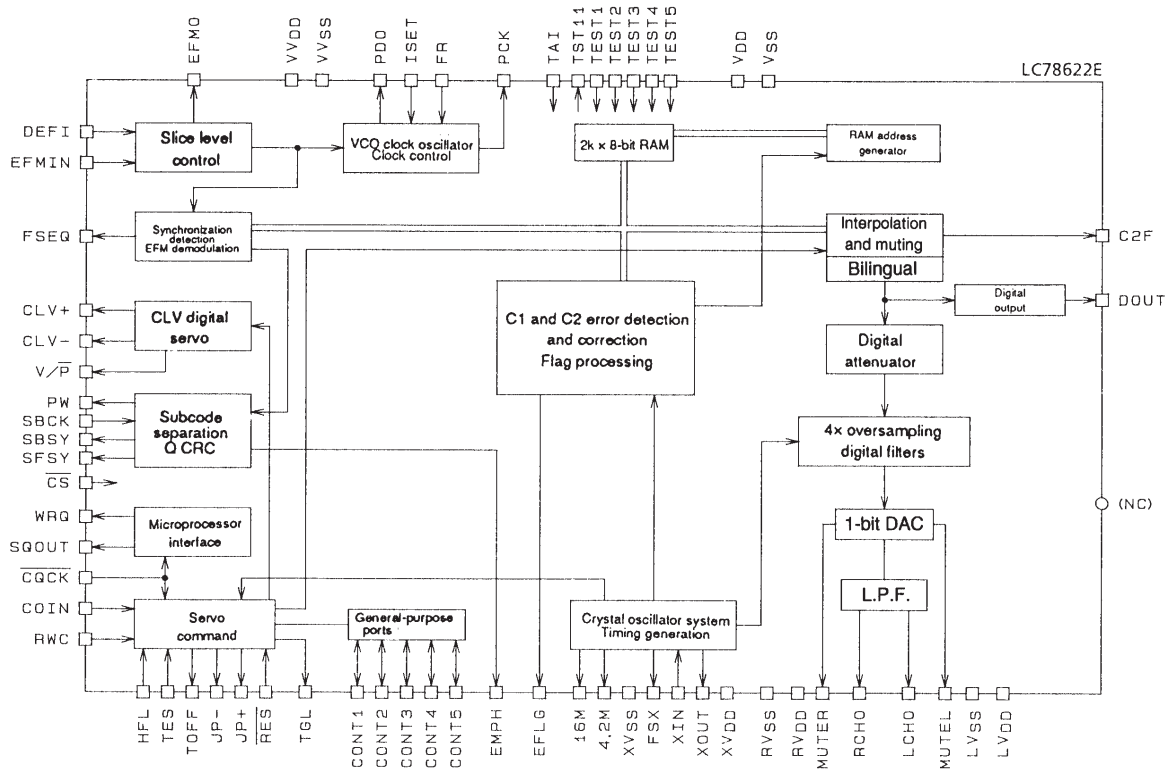 EFMO
VVDD
VVSS
PDO
ISET
FR
PCK
TAI
TST11
TEST1
TEST2
TEST3
TEST4
TEST5
VDD
VSS
LC78622E
DEFI
EFMIN
FSEQ
CLV+
CLV-
V/P̅
PW
SBCK
SBSY
SFSY
C̅S̅
WRQ
SQOUT
C̅Q̅C̅K̅
COIN
RWC
Slice level
control
VCO clock oscillator
Clock control
2k × 8-bit RAM
RAM address
generator
Synchronization
detection
EFM demodulation
Interpolation
and muting
Bilingual
C2F
Digital
output
DOUT
CLV digital
servo
C1 and C2 error detection
and correction
Flag processing
Digital
attenuator
Subcode
separation
Q CRC
4× oversampling
digital filters
(NC)
Microprocessor
interface
1-bit DAC
L.P.F.
Servo
command
General-purpose
ports
Crystal oscillator system
Timing generation
HFL
TES
TOFF
JP-
JP+
R̅E̅S̅
TGL
CONT1
CONT2
CONT3
CONT4
CONT5
EMPH
EFLG
16M
4.2M
XVSS
FSX
XIN
XOUT
XVDD
RVSS
RVDD
MUTER
RCHO
LCHO
MUTEL
LVSS
LVDD